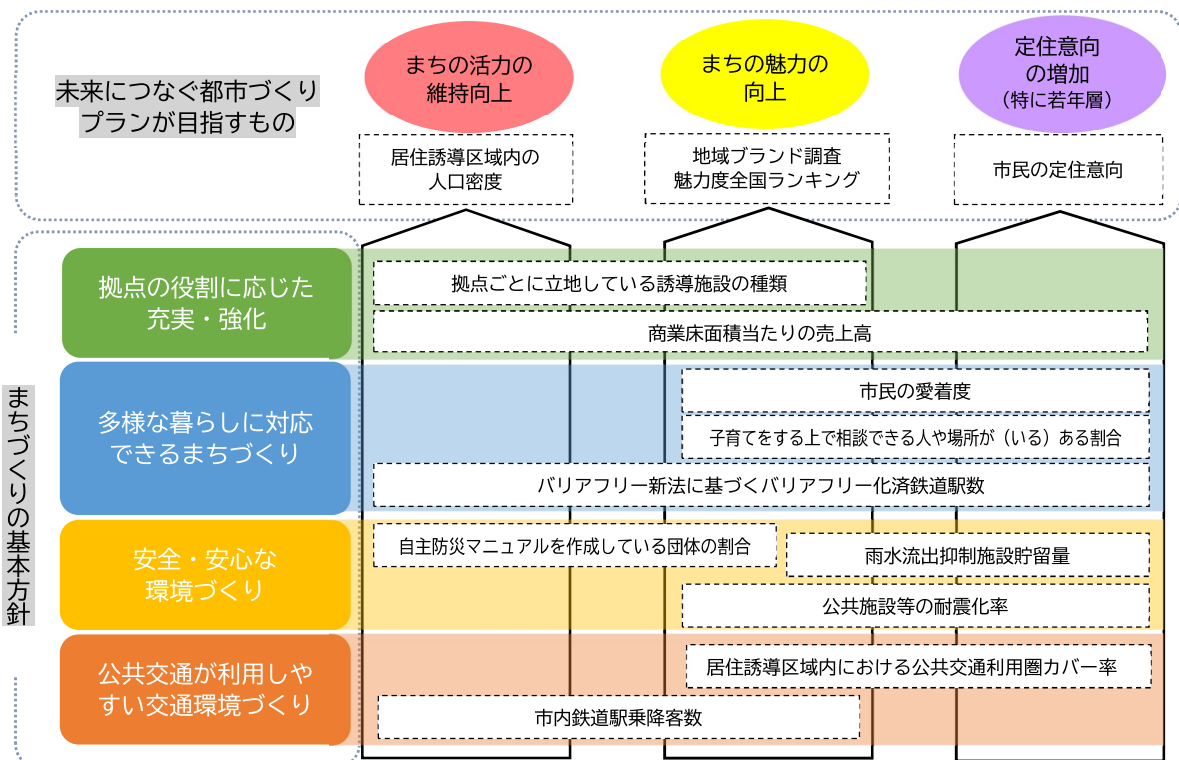 未来につなぐ都市づくり
プランが目指すもの
まちの活力の
維持向上
まちの魅力の
向上
定住意向
の増加
（特に若年層）
居住誘導区域内の
人口密度
地域ブランド調査
魅力度全国ランキング
市民の定住意向
まちづくりの基本方針
拠点の役割に応じた
充実・強化
拠点ごとに立地している誘導施設の種類
商業床面積当たりの売上高
多様な暮らしに対応
できるまちづくり
市民の愛着度
子育てをする上で相談できる人や場所が（いる）ある割合
バリアフリー新法に基づくバリアフリー化済鉄道駅数
安全・安心な
環境づくり
自主防災マニュアルを作成している団体の割合
雨水流出抑制施設貯留量
公共施設等の耐震化率
公共交通が利用しや
すい交通環境づくり
居住誘導区域内における公共交通利用圏カバー率
市内鉄道駅乗降客数